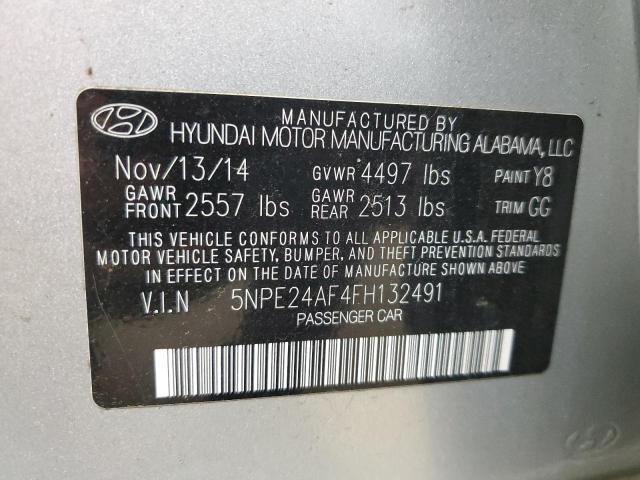 MANUFACTURED BY
HYUNDAI MOTOR MANUFACTURING ALABAMA, LLC
Nov/13/14 GVWR 4497 lbs PAINT Y8
GAWR FRONT 2557 lbs GAWR REAR 2513 lbs TRIM GG
THIS VEHICLE CONFORMS TO ALL APPLICABLE U.S.A. FEDERAL
MOTOR VEHICLE SAFETY, BUMPER, AND THEFT PREVENTION STANDARDS
IN EFFECT ON THE DATE OF MANUFACTURE SHOWN ABOVE.
V.I.N 5NPE24AF4FH132491
PASSENGER CAR